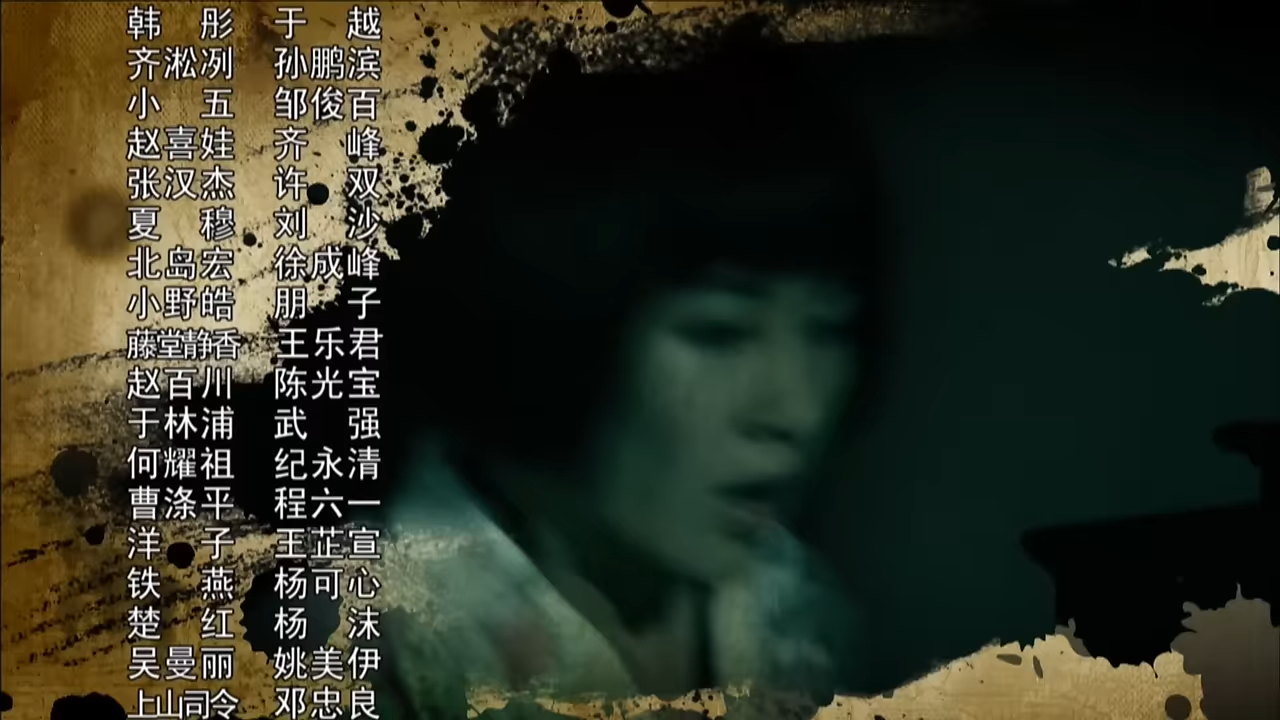 韩彤 于越
齐淞冽 孙鹏滨
小五 邹俊百
赵喜娃 齐峰
张汉杰 许双
夏穆 刘沙
北岛宏 徐成峰
小野皓 朋子
藤堂静香 王乐君
赵百川 陈光宝
于林浦 武强
何耀祖 纪永清
曹涤平 程六一
洋子 王芷宣
铁燕 杨可心
楚红 杨沫
吴曼丽 姚美伊
上山司令 邓忠良